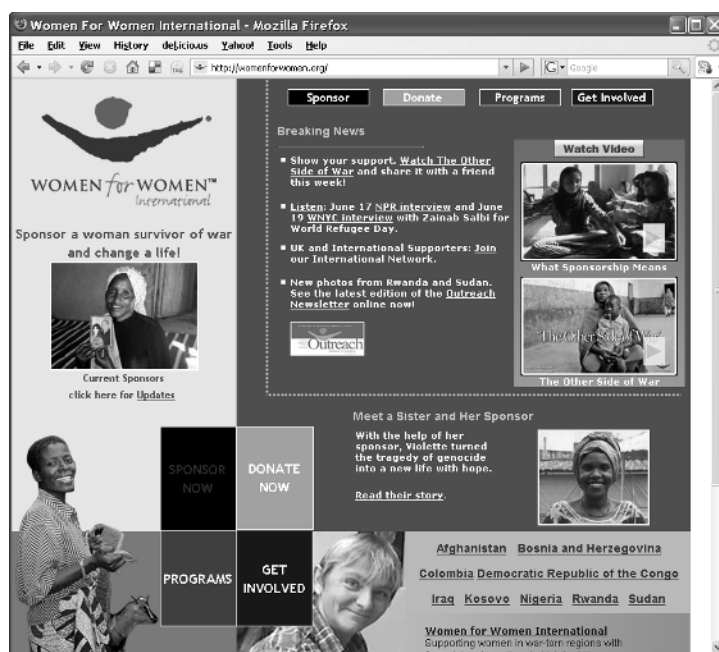 Women For Women International - Mozilla Firefox
File Edit View History del.icio.us Yahoo! Tools Help
http://womenforwomen.org/
Google
Sponsor Donate Programs Get Involved
WOMEN for WOMEN™
International
Sponsor a woman survivor of war
and change a life!
Current Sponsors
click here for Updates
Breaking News
Show your support. Watch The Other
Side of War and share it with a friend
this week!
Listen: June 17 NPR interview and June
19 WNYC interview with Zainab Salbi for
World Refugee Day.
UK and International Supporters: Join
our International Network.
New photos from Rwanda and Sudan.
See the latest edition of the Outreach
Newsletter online now!
Outreach
Watch Video
What Sponsorship Means
The Other Side of War
The Other Side of War
Meet a Sister and Her Sponsor
With the help of her
sponsor, Violette turned
the tragedy of genocide
into a new life with hope.
Read their story.
SPONSOR
NOW
DONATE
NOW
PROGRAMS
GET
INVOLVED
Afghanistan Bosnia and Herzegovina
Colombia Democratic Republic of the Congo
Iraq Kosovo Nigeria Rwanda Sudan
Women for Women International
Supporting women in war-torn regions with